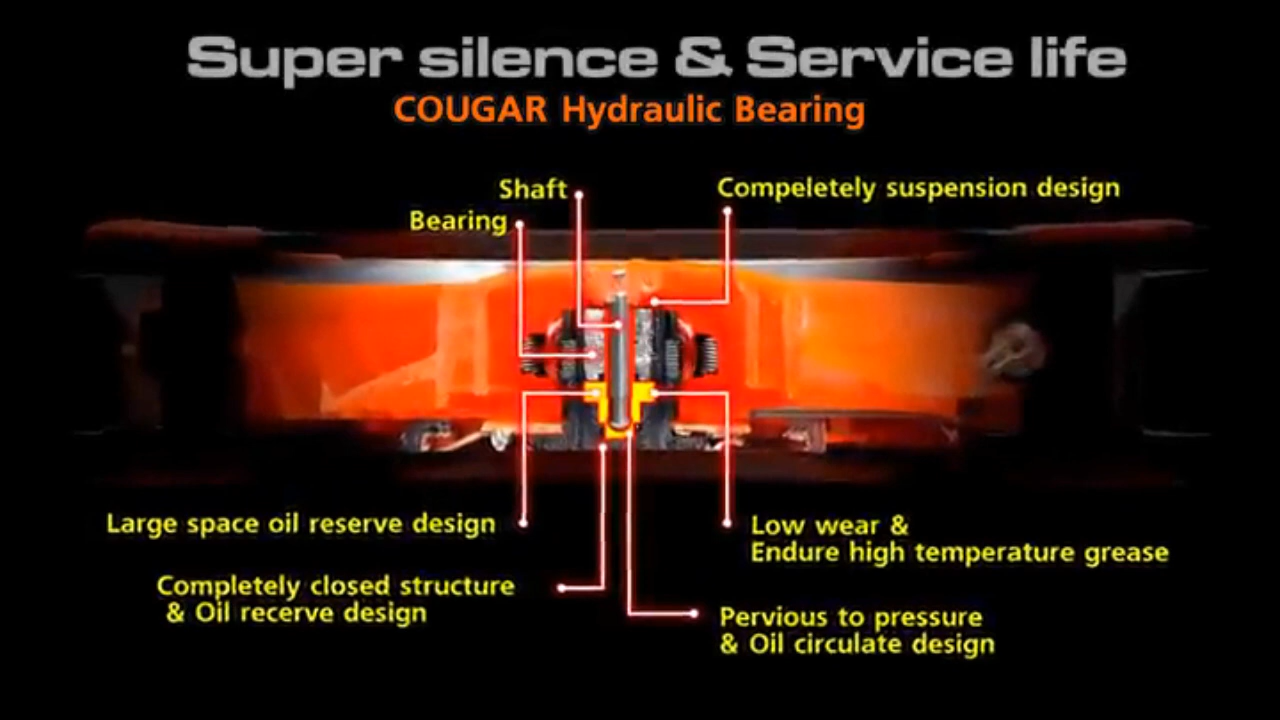 Super silence & Service life
COUGAR Hydraulic Bearing
Shaft
Compeletely suspension design
Bearing
Large space oil reserve design
Low wear &
Endure high temperature grease
Completely closed structure
& Oil recerve design
Pervious to pressure
& Oil circulate design